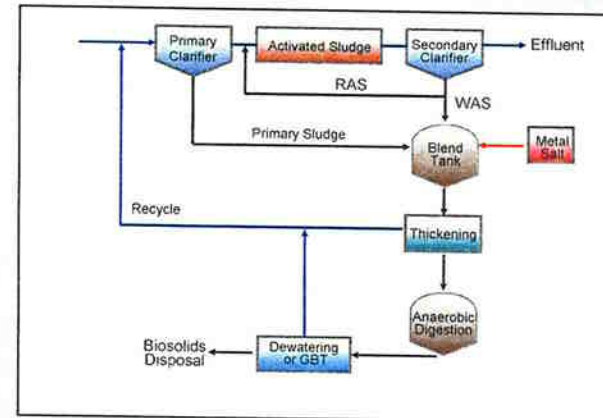 Primary
Clarifier
Activated Sludge
Secondary
Clarifier
Effluent
RAS
WAS
Primary Sludge
Blend
Tank
Metal
Salt
Recycle
Thickening
Anaerobic
Digestion
Biosolids
Disposal
Dewatering
or GBT